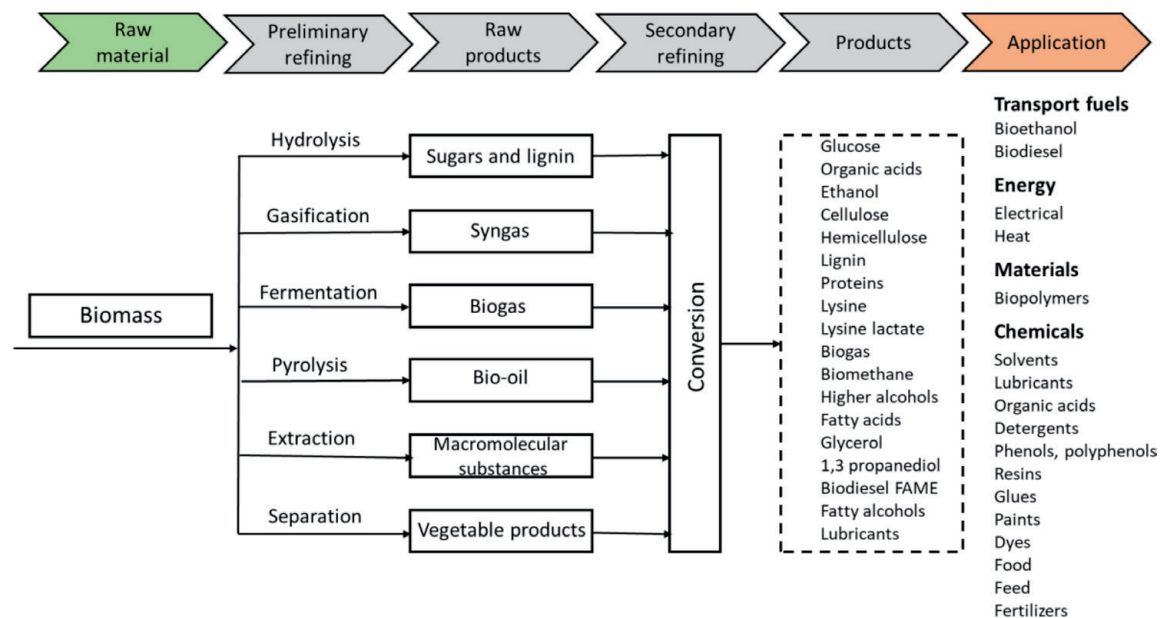 Raw
material
Preliminary
refining
Raw
products
Secondary
refining
Products
Application
Biomass
Hydrolysis
Gasification
Fermentation
Pyrolysis
Extraction
Separation
Sugars and lignin
Syngas
Biogas
Bio-oil
Macromolecular
substances
Vegetable products
Conversion
Glucose
Organic acids
Ethanol
Cellulose
Hemicellulose
Lignin
Proteins
Lysine
Lysine lactate
Biogas
Biomethane
Higher alcohols
Fatty acids
Glycerol
1,3 propanediol
Biodiesel FAME
Fatty alcohols
Lubricants
Transport fuels
Bioethanol
Biodiesel
Energy
Electrical
Heat
Materials
Biopolymers
Chemicals
Solvents
Lubricants
Organic acids
Detergents
Phenols, polyphenols
Resins
Glues
Paints
Dyes
Food
Feed
Fertilizers